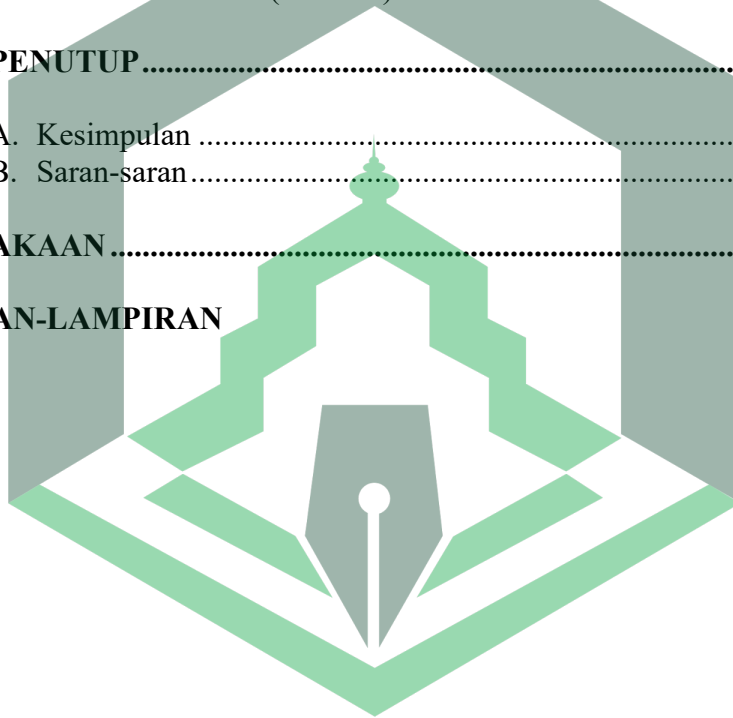 PENUTUP
A. Kesimpulan
B. Saran-saran
AKAAN
AN-LAMPIRAN